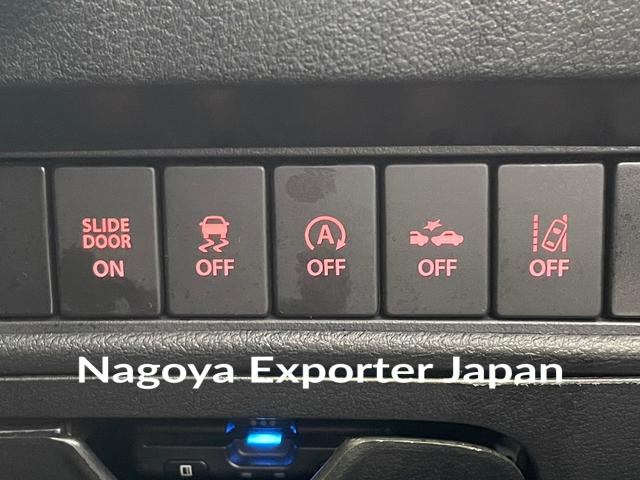 SLIDE
DOOR
ON
OFF
A
OFF
OFF
OFF
Nagoya Exporter Japan